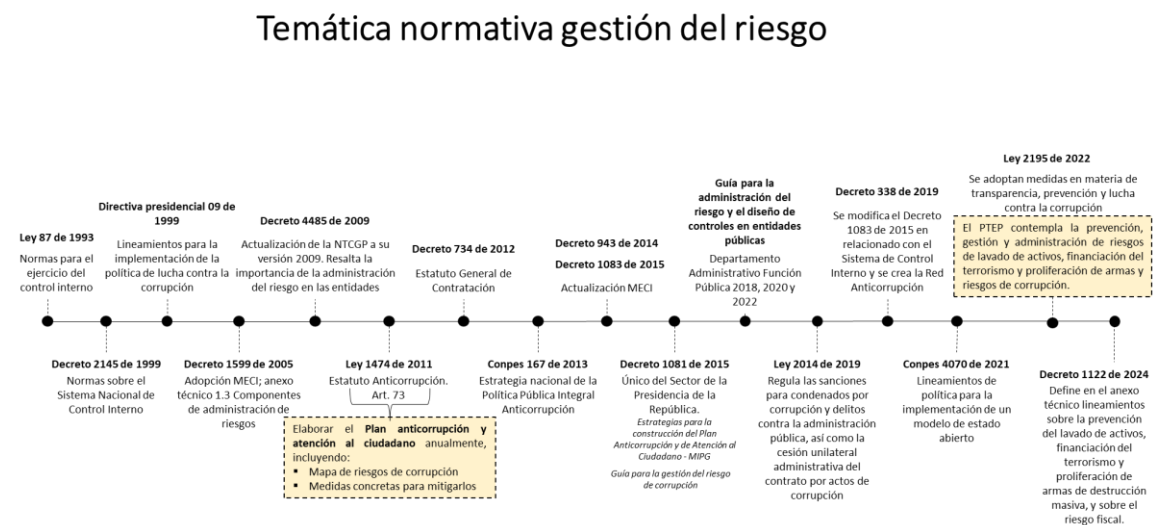 Temática normativa gestión del riesgo
Ley 87 de 1993
Normas para el
ejercicio del
control interno
Decreto 2145 de 1999
Normas sobre el
Sistema Nacional de
Control Interno
Directiva presidencial 09 de
1999
Lineamientos para la
implementación de la
política de lucha contra la
corrupción
Decreto 1599 de 2005
Adopción MECI; anexo
técnico 1.3 Componentes
de administración de
riesgos
Decreto 4485 de 2009
Actualización de la NTCGP a su
versión 2009. Resalta la
importancia de la administración
del riesgo en las entidades
Ley 1474 de 2011
Estatuto Anticorrupción.
Art. 73
Elaborar el Plan anticorrupción y
atención al ciudadano anualmente,
incluyendo:
▪ Mapa de riesgos de corrupción
▪ Medidas concretas para mitigarlos
Decreto 734 de 2012
Estatuto General de
Contratación
Conpes 167 de 2013
Estrategia nacional de la
Política Pública Integral
Anticorrupción
Decreto 943 de 2014
Decreto 1083 de 2015
Actualización MECI
Decreto 1081 de 2015
Único del Sector de la
Presidencia de la
República.
Estrategias para la
construcción del Plan
Anticorrupción y de Atención al
Ciudadano - MIPG
Guía para la gestión del riesgo
de corrupción
Guía para la
administración del
riesgo y el diseño de
controles en entidades
públicas
Departamento
Administrativo Función
Pública 2018, 2020 y
2022
Ley 2014 de 2019
Regula las sanciones
para condenados por
corrupción y delitos
contra la administración
pública, así como la
cesión unilateral
administrativa del
contrato por actos de
corrupción
Decreto 338 de 2019
Se modifica el Decreto
1083 de 2015 en
relacionado con el
Sistema de Control
Interno y se crea la Red
Anticorrupción
Conpes 4070 de 2021
Lineamientos de
política para la
implementación de un
modelo de estado
abierto
Ley 2195 de 2022
Se adoptan medidas en materia de
transparencia, prevención y lucha
contra la corrupción
El PTEP contempla la prevención,
gestión y administración de riesgos
de lavado de activos, financiación del
terrorismo y proliferación de armas y
riesgos de corrupción.
Decreto 1122 de 2024
Define en el anexo
técnico lineamientos
sobre la prevención
del lavado de activos,
financiación del
terrorismo y
proliferación de
armas de destrucción
masiva, y sobre el
riesgo fiscal.